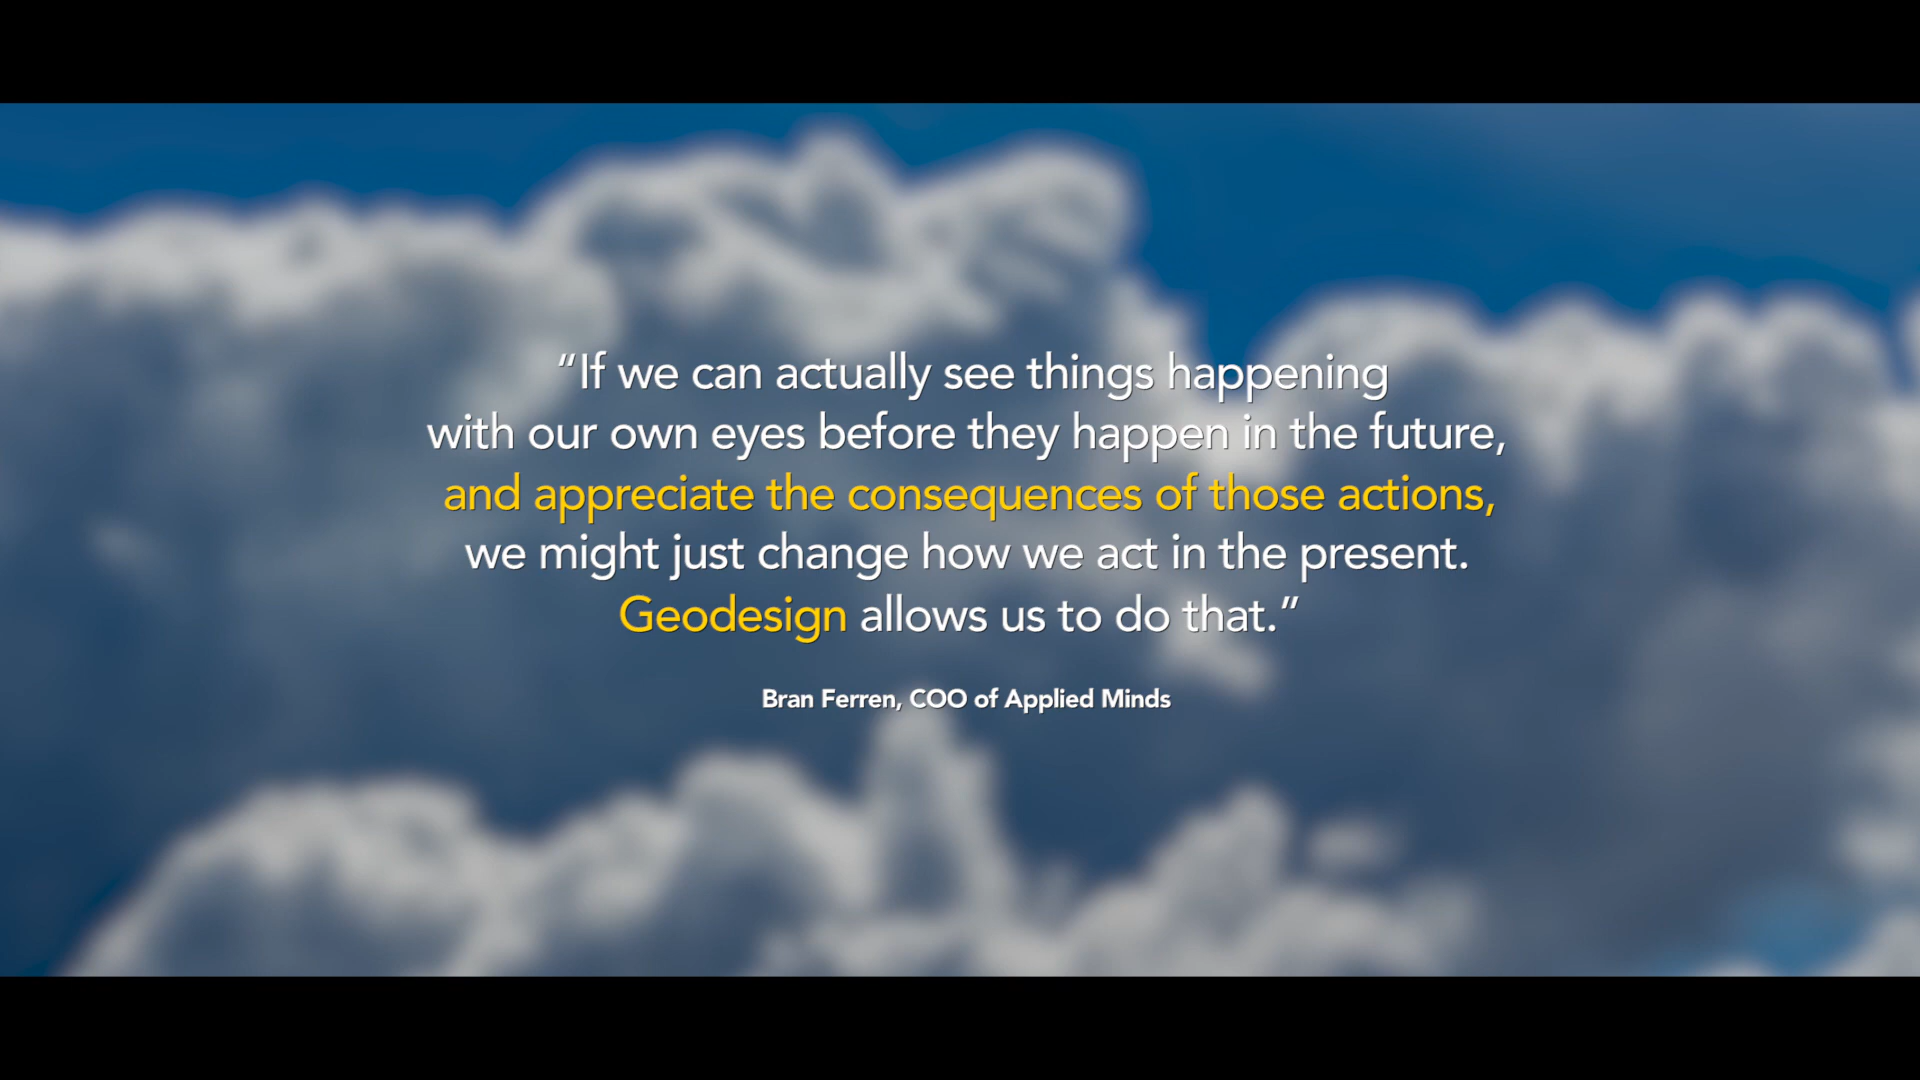 “If we can actually see things happening
with our own eyes before they happen in the future,
and appreciate the consequences of those actions,
we might just change how we act in the present.
Geodesign allows us to do that.”
Bran Ferren, COO of Applied Minds